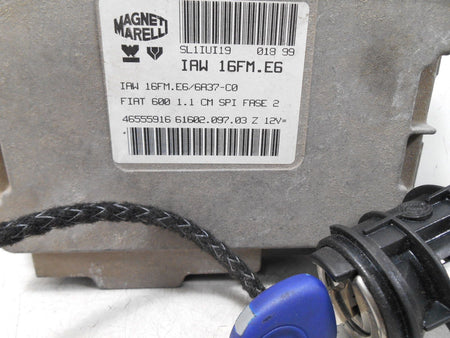 MAGNETI
MARELLI
SL1IUI19 018 99
IAW 16FM.E6
IAW 16FM.E6/6A37-C0
FIAT 600 1.1 CM SPI FASE 2
46555916 61602.097.03 Z 12V=